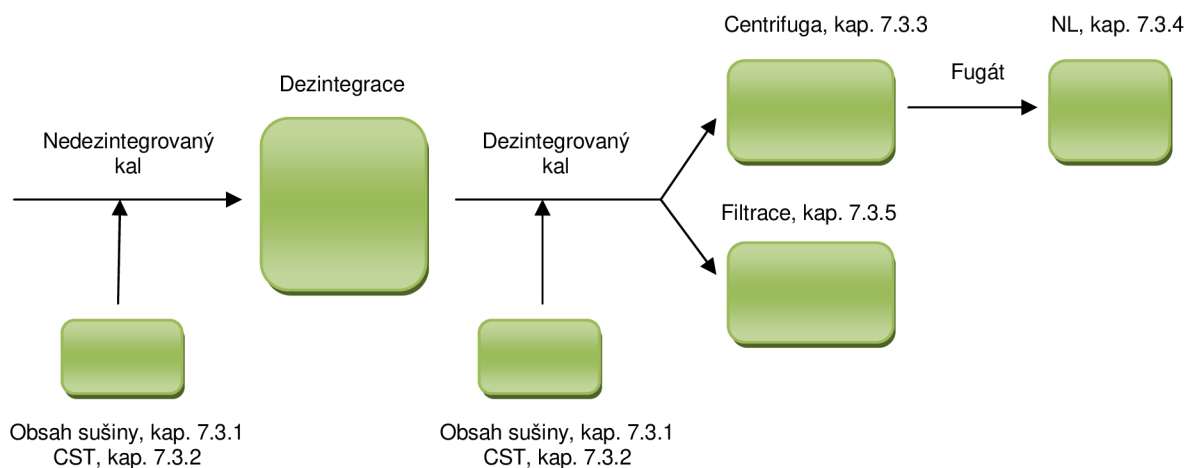 Centrifuga, kap. 7.3.3
NL, kap. 7.3.4
Fugát
Dezintegrace
Nedezintegrovaný
kal
Dezintegrovaný
kal
Filtrace, kap. 7.3.5
Obsah sušiny, kap. 7.3.1
CST, kap. 7.3.2
Obsah sušiny, kap. 7.3.1
CST, kap. 7.3.2